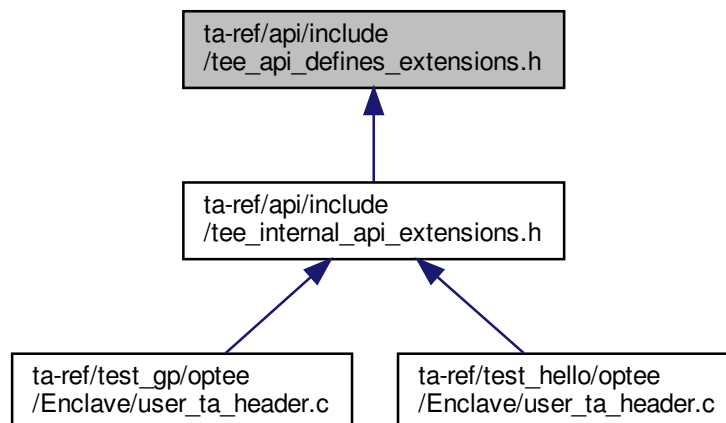 ta-ref/api/include
/tee_api_defines_extensions.h
ta-ref/api/include
/tee_internal_api_extensions.h
ta-ref/test_gp/optee
/Enclave/user_ta_header.c
ta-ref/test_hello/optee
/Enclave/user_ta_header.c